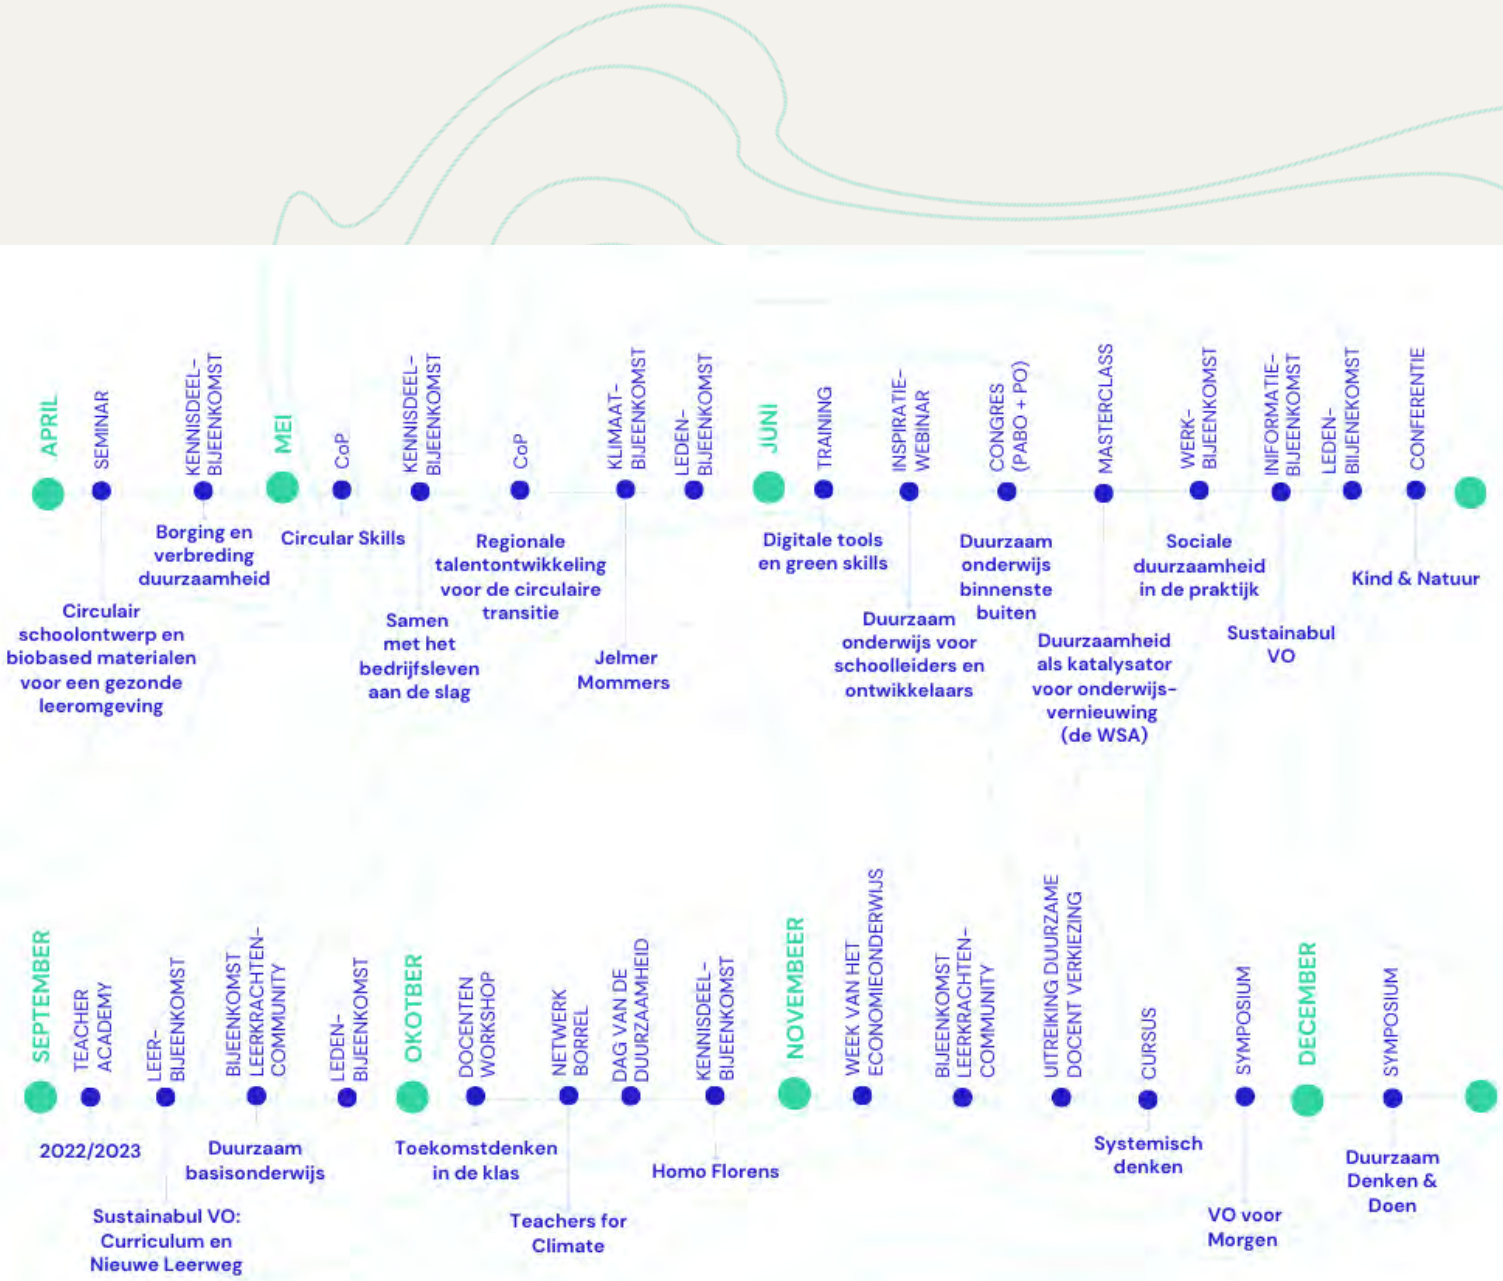 APRIL
SEMINAR
Circulair
schoolontwerp en
biobased materialen
voor een gezonde
leeromgeving
KENNISDEEL-
BIJEENKOMST
Borging en
verbreding
duurzaamheid
MEI
CoP
Circular Skills
KENNISDEEL-
BIJEENKOMST
Samen
met het
bedrijfsleven
aan de slag
CoP
Regionale
talentontwikkeling
voor de circulaire
transitie
KLIMAAT-
BIJEENKOMST
Jelmer
Mommers
LEDEN-
BIJEENKOMST
JUNI
TRAINING
Digitale tools
en green skills
INSPIRATIE-
WEBINAR
Duurzaam
onderwijs voor
schoolleiders en
ontwikkelaars
CONGRES
(PABO + PO)
Duurzaam
onderwijs
binnenste
buiten
MASTERCLASS
Duurzaamheid
als katalysator
voor onderwijs-
vernieuwing
(de WSA)
WERK-
BIJEENKOMST
Sociale
duurzaamheid
in de praktijk
INIFORMATIE-
BIJEENKOMST
Sustainabul
VO
LEDEN-
BIIJENEKOMST
CONFERENTIE
Kind & Natuur
SEPTEMBER
TEACHER
ACADEMY
2022/2023
LEER-
BIJEENKOMST
Sustainabul VO:
Curriculum en
Nieuwe Leerweg
BIJEENKOMST
LEERKRACHTEN-
COMMUNITY
Duurzaam
basisonderwijs
LEDEN-
BIJEENKOMST
OKOTBER
DOCENTEN
WORKSHOP
Toekomstdenken
in de klas
NETWERK
BORREL
Teachers for
Climate
DAG VAN DE
DUURZAAMHEID
KENNISDEEL-
BIJEENKOMST
Homo Florens
NOVEMBEER
WEEK VAN HET
ECONOMIEONDERWIJS
BIJEENKOMST
LEERKRACHTEN-
COMMUNITY
UITREIKING DUURZAME
DOCENT VERKIEZING
CURSUS
Systemisch
denken
SYMPOSIUM
VO voor
Morgen
DECEMBER
SYMPOSIUM
Duurzaam
Denken &
Doen